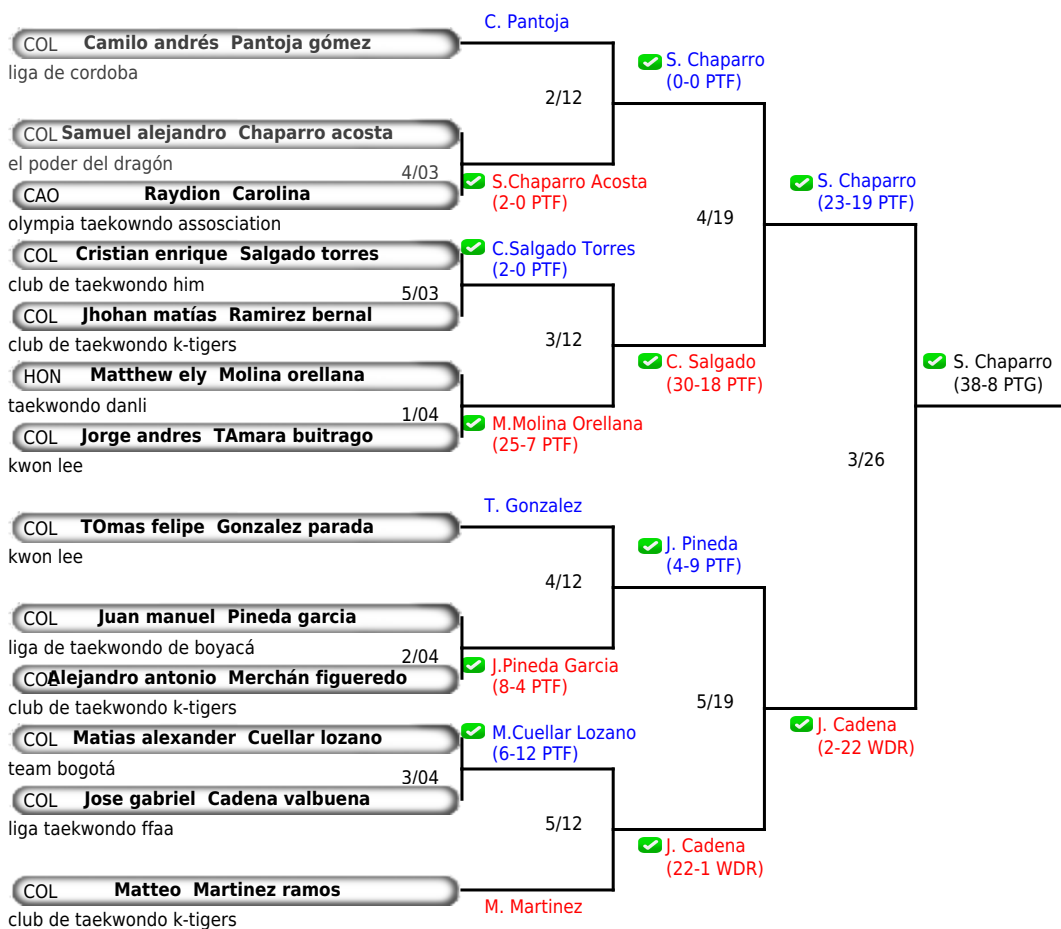 C. Pantoja
COL Camilo andrés Pantoja gómez
liga de cordoba
S. Chaparro
(0-0 PTF)
2/12
COL Samuel alejandro Chaparro acosta
el poder del dragón
4/03
S.Chaparro Acosta
(2-0 PTF)
CAO Raydion Carolina
olympia taekowndo assosciation
S. Chaparro
(23-19 PTF)
4/19
COL Cristian enrique Salgado torres
club de taekwondo him
C.Salgado Torres
(2-0 PTF)
5/03
COL Jhohan matías Ramirez bernal
club de taekwondo k-tigers
3/12
C. Salgado
(30-18 PTF)
HON Matthew ely Molina orellana
taekwondo danli
1/04
M.Molina Orellana
(25-7 PTF)
COL Jorge andres TAmara buitrago
kwon lee
S. Chaparro
(38-8 PTG)
3/26
T. Gonzalez
COL TOmas felipe Gonzalez parada
kwon lee
J. Pineda
(4-9 PTF)
4/12
COL Juan manuel Pineda garcia
liga de taekwondo de boyacá
2/04
J.Pineda Garcia
(8-4 PTF)
COL Alejandro antonio Merchán figueredo
club de taekwondo k-tigers
5/19
J. Cadena
(2-22 WDR)
COL Matias alexander Cuellar lozano
team bogotá
M.Cuellar Lozano
(6-12 PTF)
3/04
COL Jose gabriel Cadena valbuena
liga taekwondo ffaa
5/12
J. Cadena
(22-1 WDR)
COL Matteo Martinez ramos
club de taekwondo k-tigers
M. Martinez